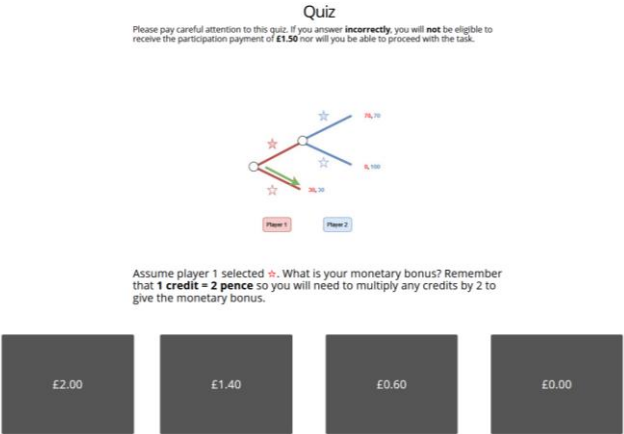 Quiz
Please pay careful attention to this quiz. If you answer incorrectly, you will not be eligible to
receive the participation payment of £1.50 nor will you be able to proceed with the task.
70, 70
0, 100
30, 30
Player 1 Player 2
Assume player 1 selected ☆. What is your monetary bonus? Remember
that 1 credit = 2 pence so you will need to multiply any credits by 2 to
give the monetary bonus.
£2.00 £1.40 £0.60 £0.00